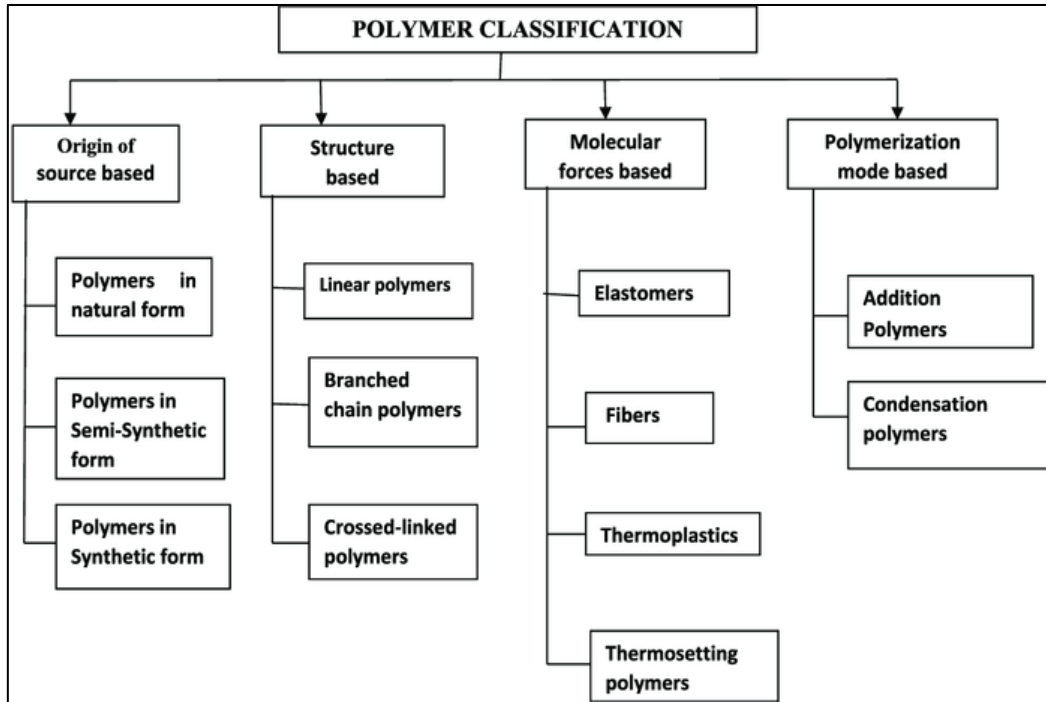 POLYMER CLASSIFICATION
Origin of
source based
Structure
based
Molecular
forces based
Polymerization
mode based
Polymers in
natural form
Polymers in
Semi-Synthetic
form
Polymers in
Synthetic form
Linear polymers
Branched
chain polymers
Crossed-linked
polymers
Elastomers
Fibers
Thermoplastics
Thermosetting
polymers
Addition
Polymers
Condensation
polymers